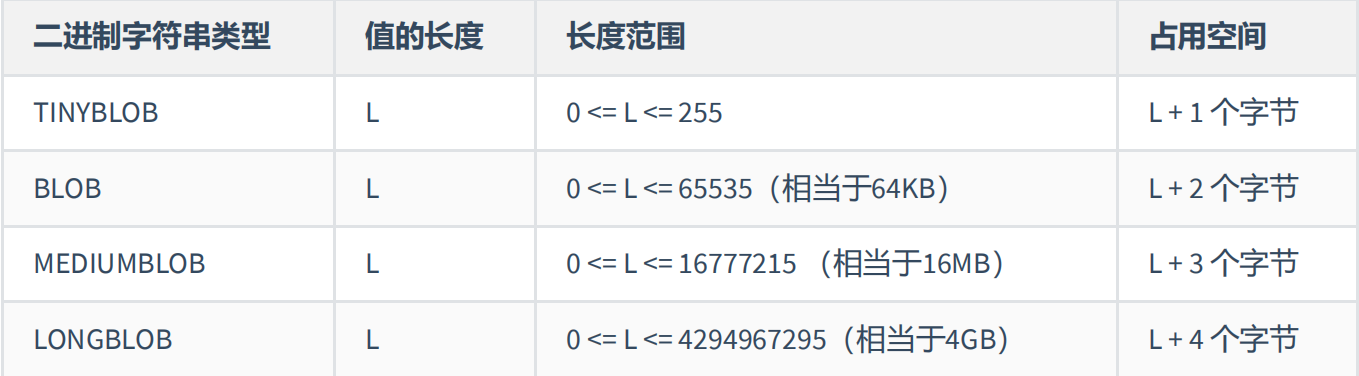 二进制字符串类型 值的长度 长度范围 占用空间
TINYBLOB L 0 <= L <= 255 L + 1 个字节
BLOB L 0 <= L <= 65535（相当于64KB） L + 2 个字节
MEDIUMBLOB L 0 <= L <= 16777215 （相当于16MB） L + 3 个字节
LONGBLOB L 0 <= L <= 4294967295（相当于4GB） L + 4 个字节